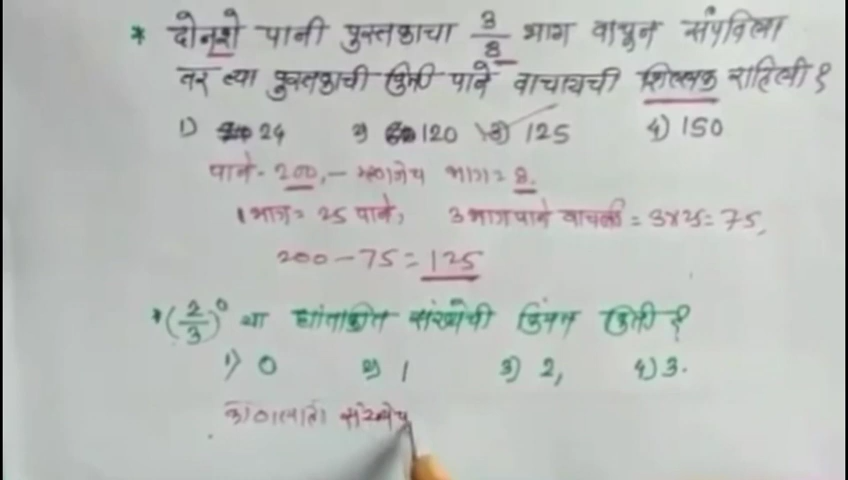 * दोनशे पानी पुस्तकाचा 3/8 भाग वाचून संपविला
तर त्या पुस्तकाची किती पाने वाचायची शिल्लक राहिली?
1) 24 2) 120 3) 125 4) 150
पाने - 200, - म्हणजेच भाग = 8.
1 भाग = 25 पाने, 3 भाग पाने वाचली = 3x25 = 75,
200 - 75 = 125
* (2/3)⁰ या घांताकीत संख्येची किंमत किती?
1) 0 2) 1 3) 2, 4) 3.
कोणत्याही संख्येच